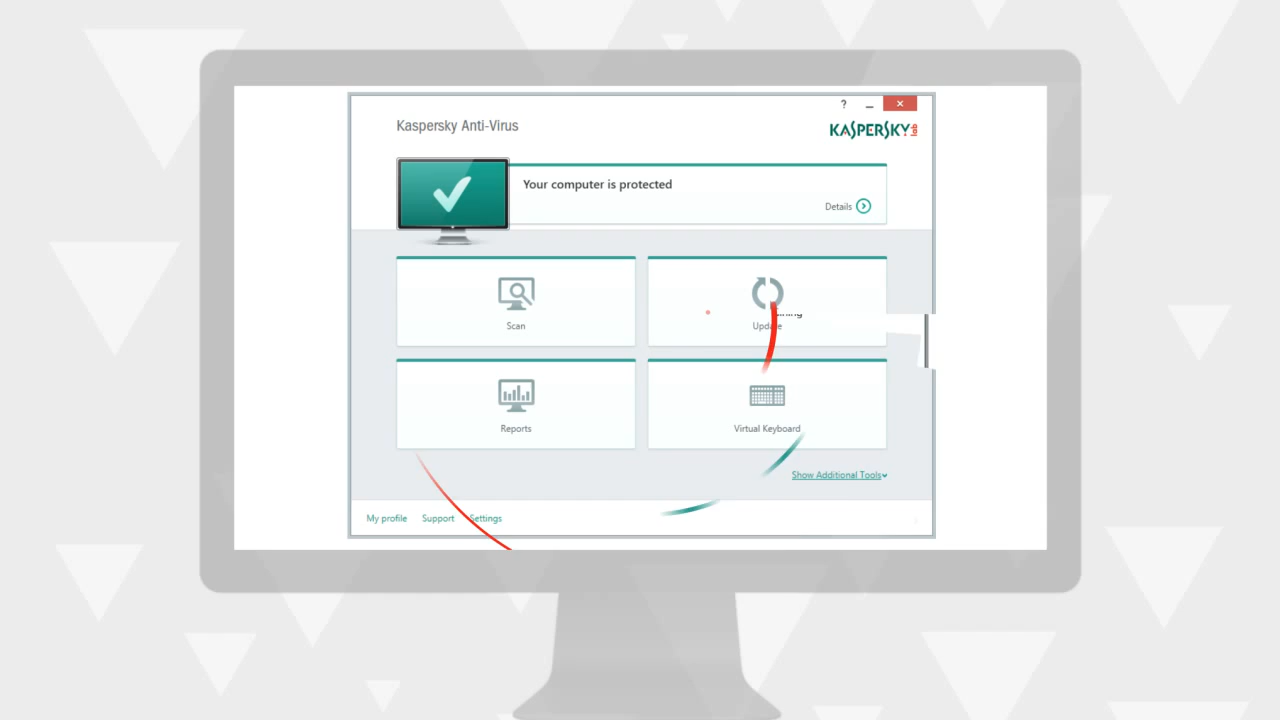 ?
Kaspersky Anti-Virus
KASPERSKY LAB
Your computer is protected
Details
Scan
Update
Reports
Virtual Keyboard
Show Additional Tools
My profile Support Settings